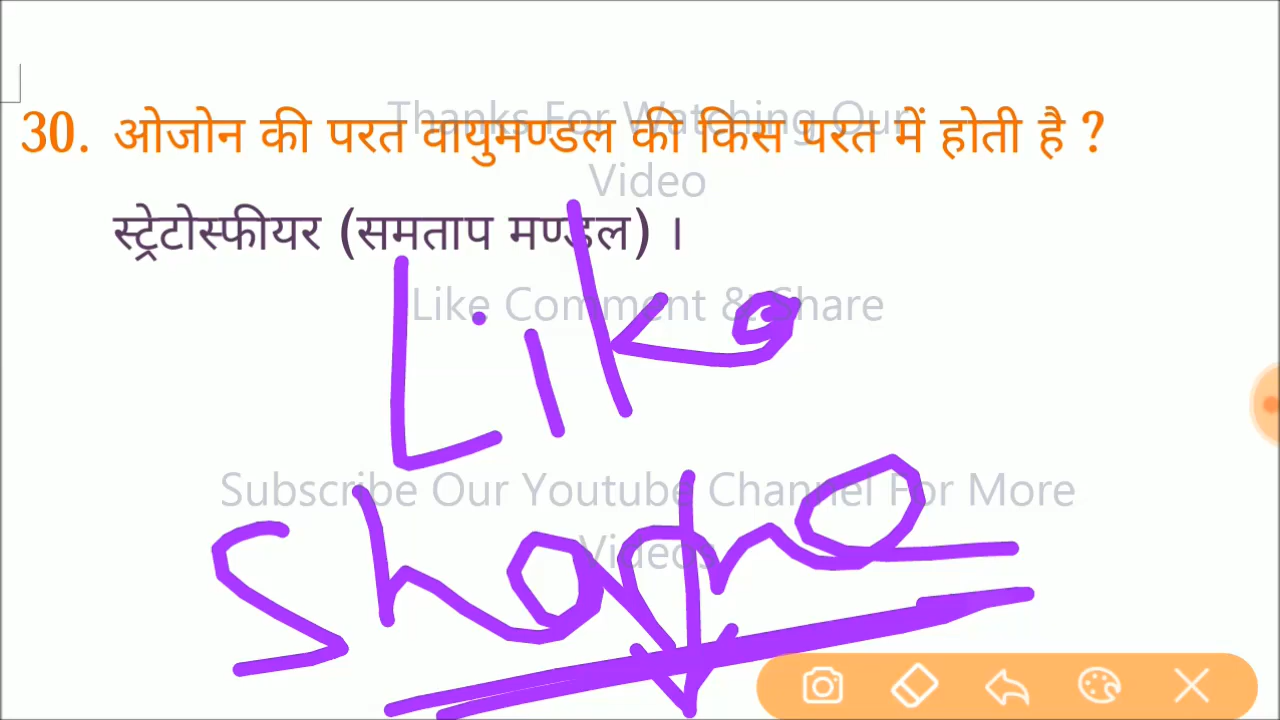 Thanks For Watching Our
30. ओजोन की परत वायुमण्डल की किस परत में होती है ?
Video
स्ट्रेटोस्फीयर (समताप मण्डल) ।
Like Comment & Share
Like
Subscribe Our Youtube Channel For More
Videos
Share